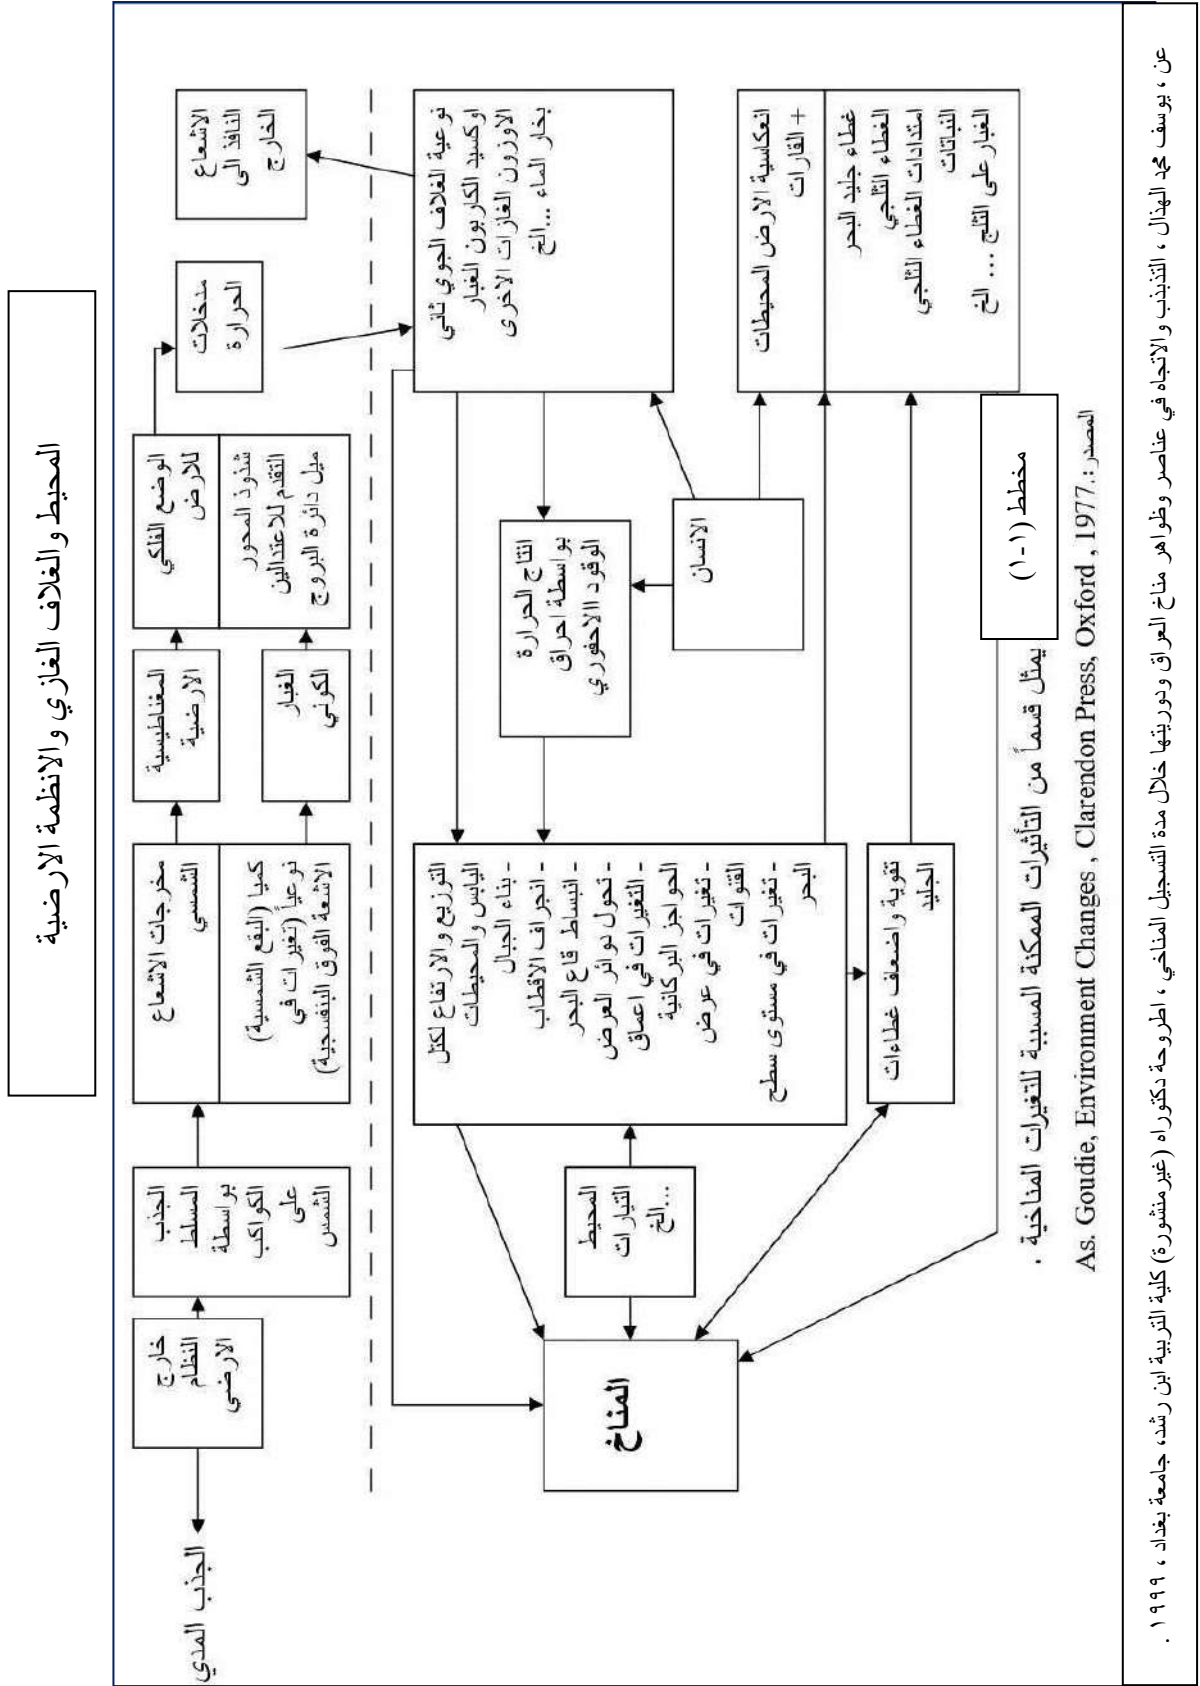 المحيط والغلاف الغازي والانظمة الارضية
الجذب المدي
خارج
النظام
الارضي
الجذب
المسلط
بواسطة
الكواكب
على
الشمس
مخرجات الاشعاع
الشمسي
كميا (البقع الشمسية)
نوعياً (تغيرات في
الاشعة الفوق البنفسجية)
المغناطيسية
الارضية
الغبار
الكوني
الوضع الفلكي
للارض
شذوذ المحور
التقدم للاعتدالين
ميل دائرة البروج
مدخلات
الحرارة
الاشعاع
النافذ الى
الخارج
نوعية الغلاف الجوي ثاني
اوكسيد الكاربون الغبار
الاوزون الغازات الاخرى
بخار الماء ...الخ
انتاج الحرارة
بواسطة احراق
الوقود الاحفوري
الانسان
التوزيع والارتفاع لكتل
اليابس والمحيطات
- بناء الجبال
- انجراف الاقطاب
- انبساط قاع البحر
- تحول دوائر العرض
- التغيرات في اعماق
الحواجز البركانية
- تغيرات في عرض
القنوات
- تغيرات في مستوى سطح
البحر
المحيط
التيارات
...الخ
المناخ
تقوية واضعاف غطاءات
الجليد
انعكاسية الارض المحيطات
+ القارات
غطاء جليد البحر
الغطاء الثلجي
امتدادات الغطاء الثلجي
النباتات
الغبار على الثلج ... الخ
مخطط (١-١)
يمثل قسماً من التأثيرات الممكنة المسببة للتغيرات المناخية .
المصدر: As. Goudie, Environment Changes , Clarendon Press, Oxford , 1977.
عن ، يوسف محمد الهذال ، التذبذب والاتجاه في عناصر وظواهر مناخ العراق ودوريتها خلال مدة التسجيل المناخي ، اطروحة دكتوراه (غير منشورة) كلية التربية ابن رشد، جامعة بغداد ، ١٩٩٩ .